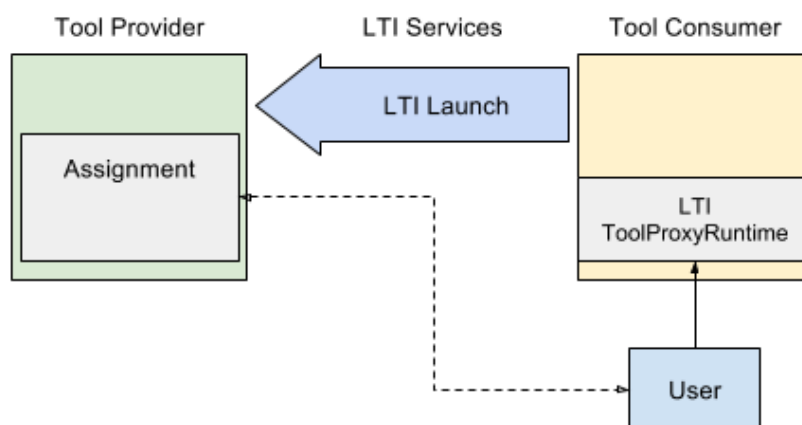 Tool Provider
LTI Services
Tool Consumer
LTI Launch
Assignment
LTI
ToolProxyRuntime
User